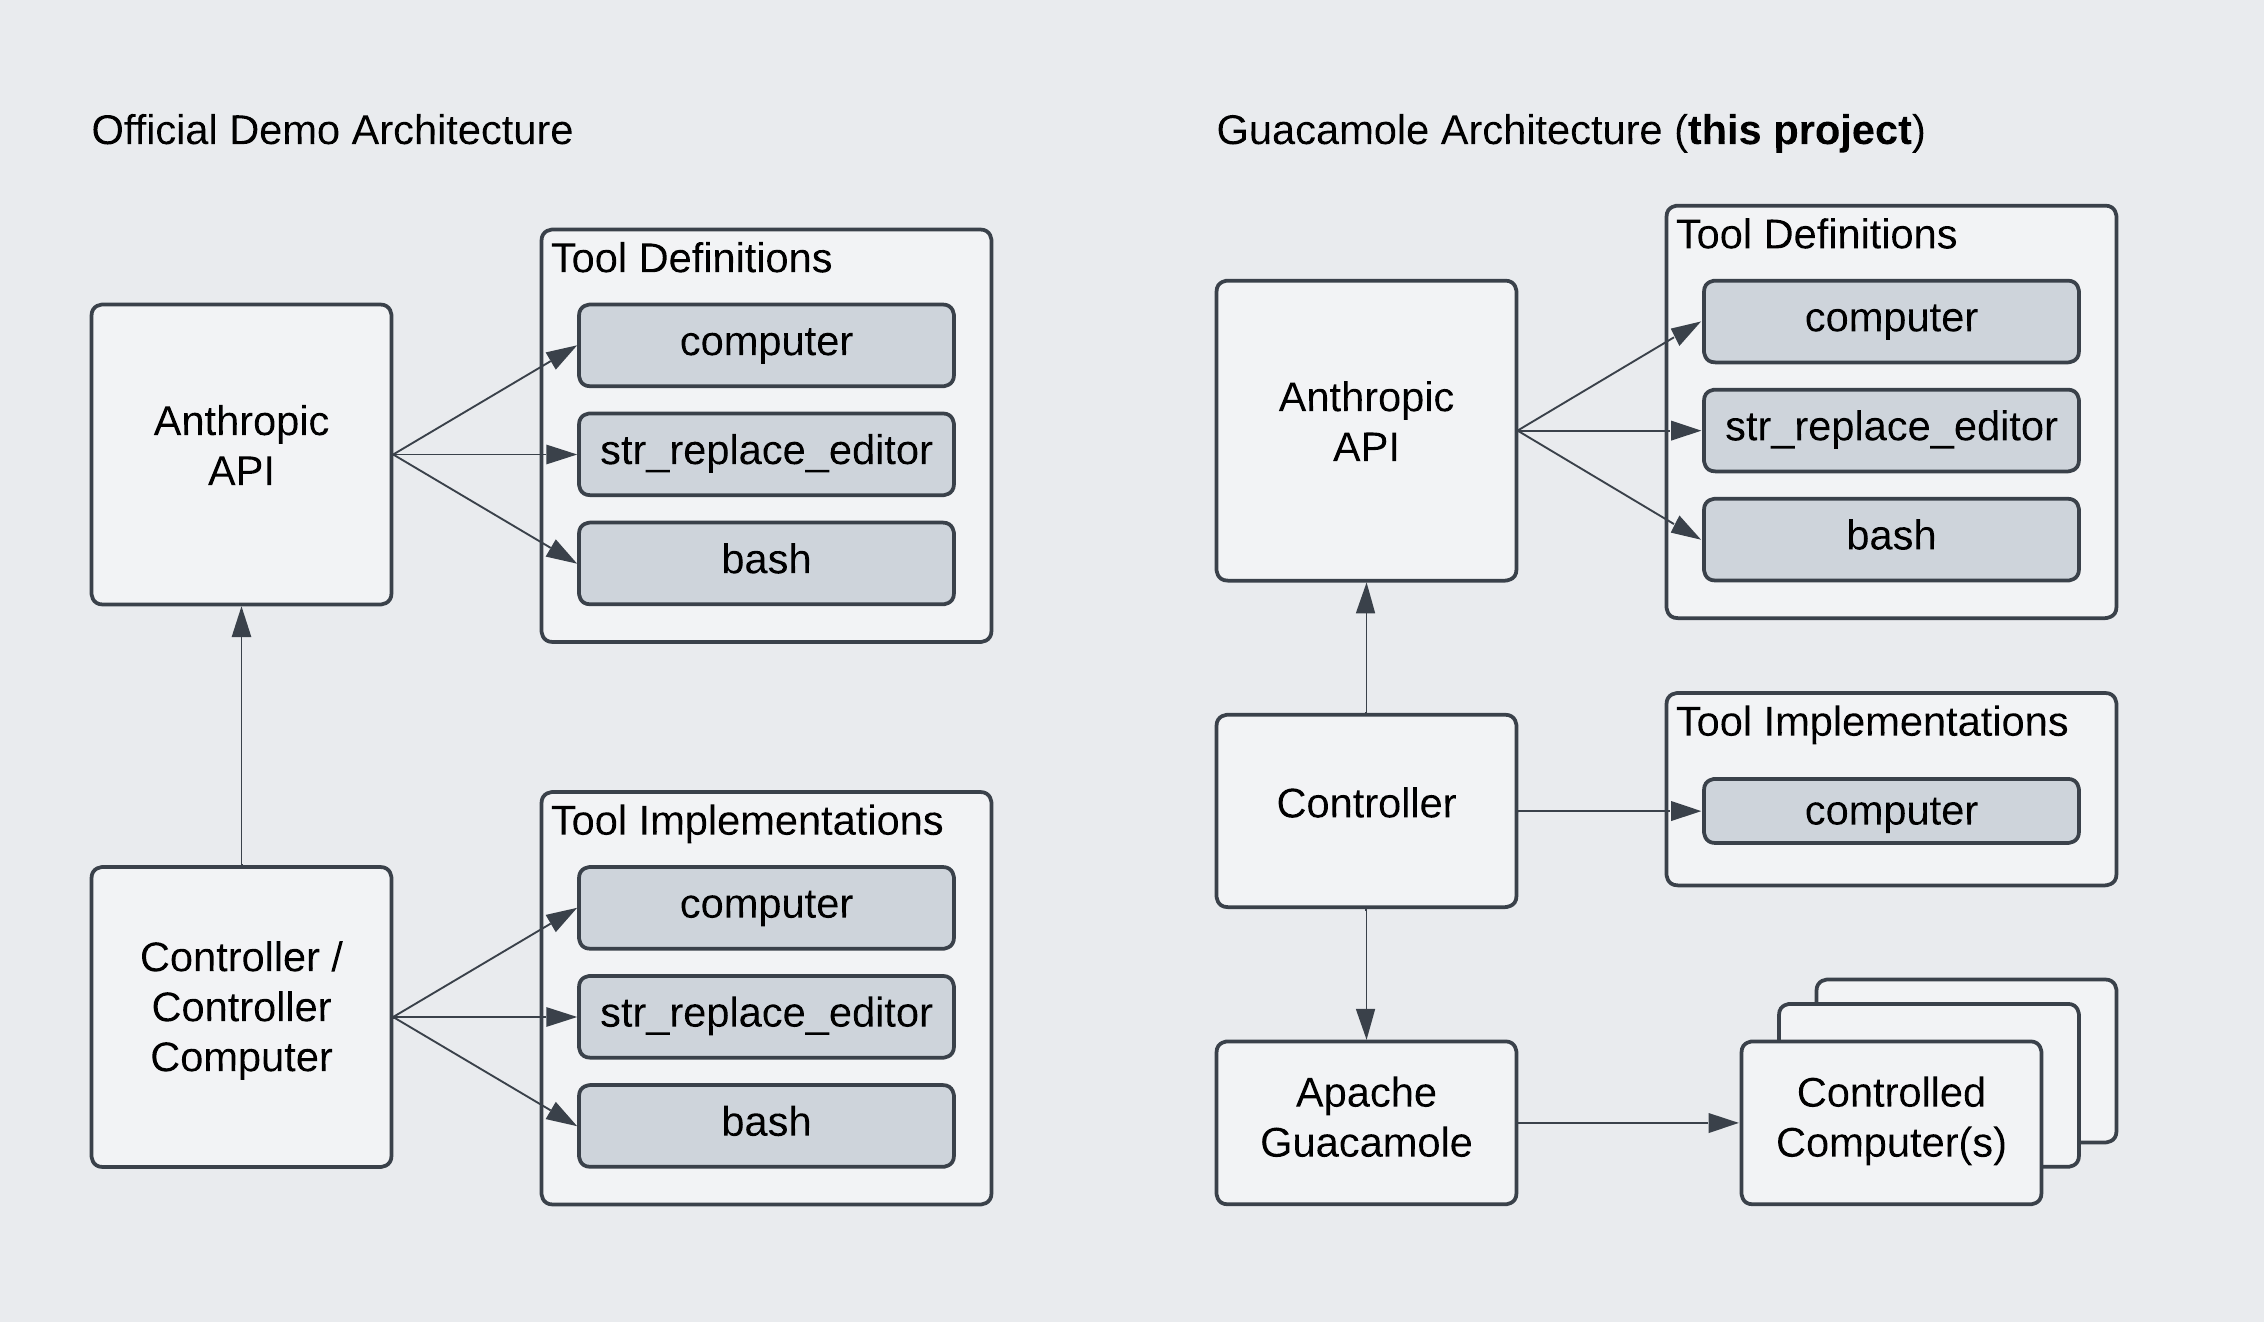 Official Demo Architecture
Tool Definitions
computer
str_replace_editor
bash
Anthropic
API
Tool Implementations
computer
str_replace_editor
bash
Controller /
Controller
Computer
Guacamole Architecture (this project)
Tool Definitions
computer
str_replace_editor
bash
Anthropic
API
Tool Implementations
computer
Controller
Apache
Guacamole
Controlled
Computer(s)